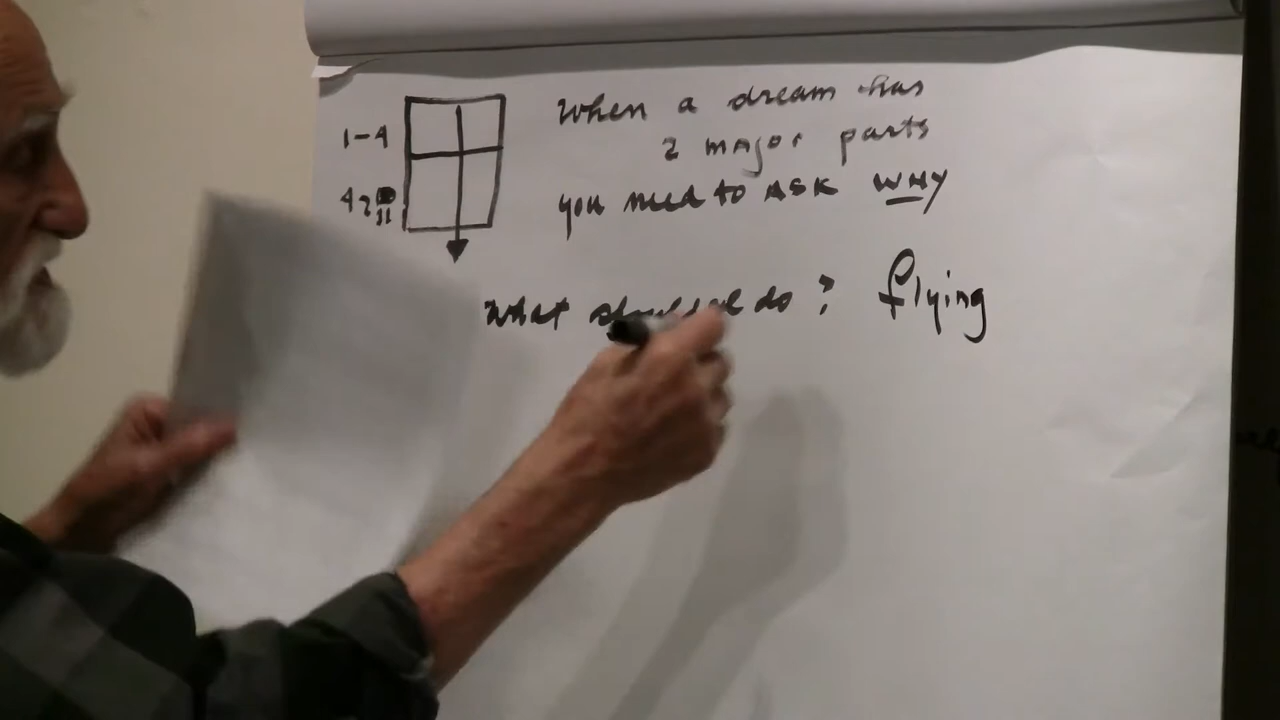 When a dream has
1-4
2 major parts
you need to ASK WHY
What do? flying